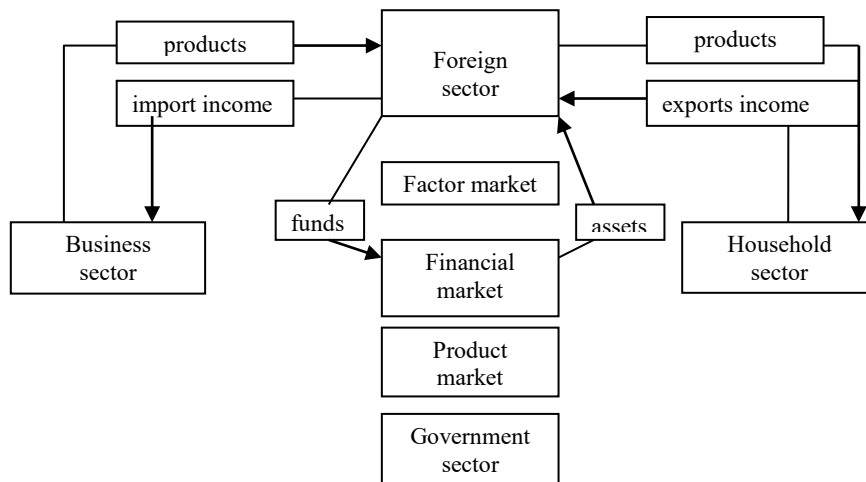 products
Foreign
sector
products
import income
exports income
Factor market
funds
assets
Business
sector
Financial
market
Household
sector
Product
market
Government
sector